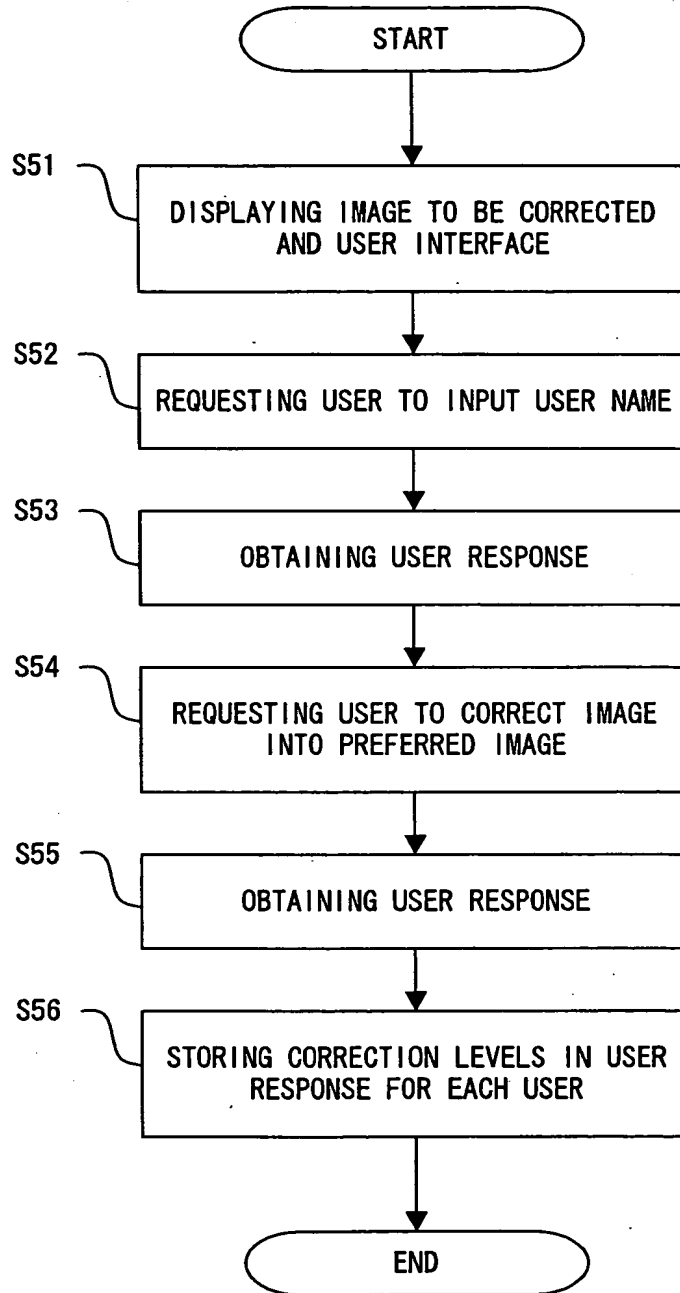 START
S51
DISPLAYING IMAGE TO BE CORRECTED
AND USER INTERFACE
S52
REQUESTING USER TO INPUT USER NAME
S53
OBTAINING USER RESPONSE
S54
REQUESTING USER TO CORRECT IMAGE
INTO PREFERRED IMAGE
S55
OBTAINING USER RESPONSE
S56
STORING CORRECTION LEVELS IN USER
RESPONSE FOR EACH USER
END